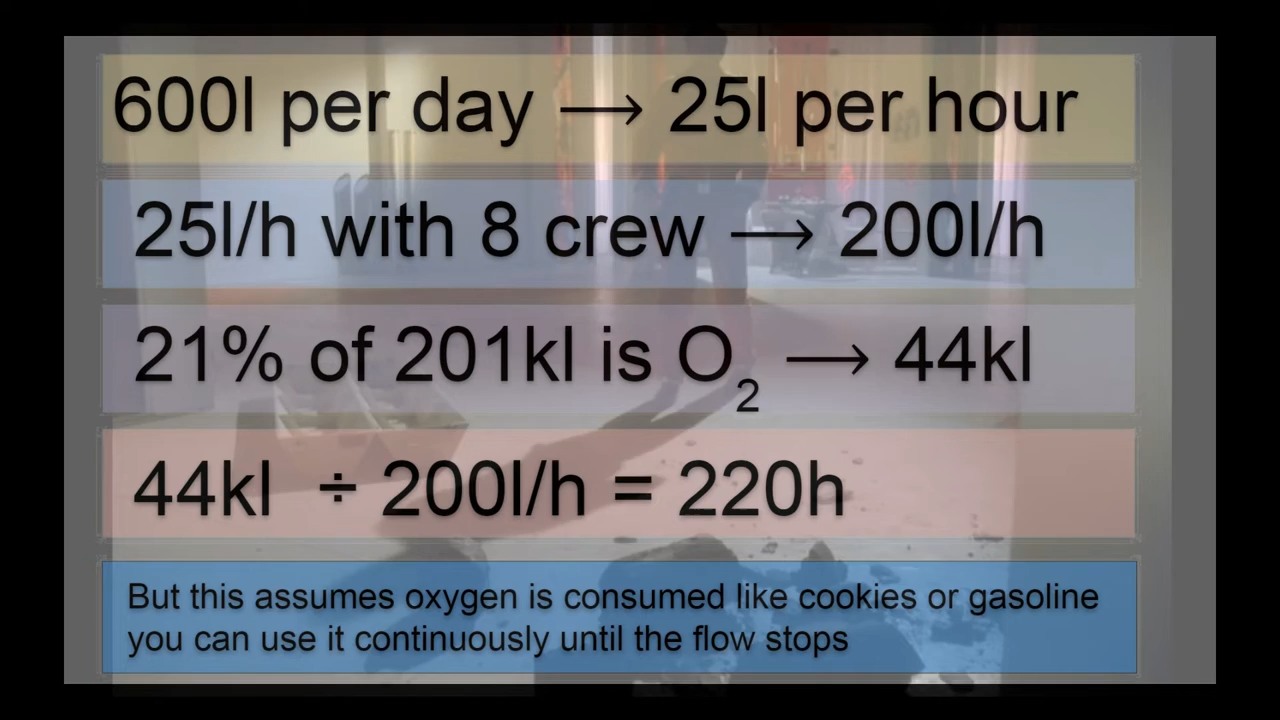 600l per day → 25l per hour
25l/h with 8 crew → 200l/h
21% of 201kl is O₂ → 44kl
44kl ÷ 200l/h = 220h
But this assumes oxygen is consumed like cookies or gasoline
you can use it continuously until the flow stops